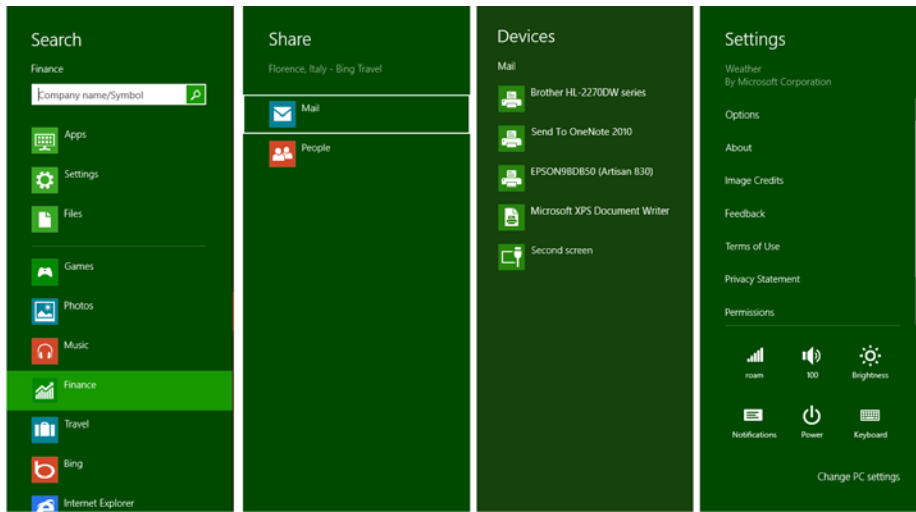 Search
Finance
Company name/Symbol
Apps
Settings
Files
Games
Photos
Music
Finance
Travel
Bing
Internet Explorer
Share
Florence, Italy - Bing Travel
Mail
People
Devices
Mail
Brother HL-2270DW series
Send To OneNote 2010
EPSON9BDB50 (Artisan 830)
Microsoft XPS Document Writer
Second screen
Settings
Weather
By Microsoft Corporation
Options
About
Image Credits
Feedback
Terms of Use
Privacy Statement
Permissions
roam 100 Brightness
Notifications Power Keyboard
Change PC settings